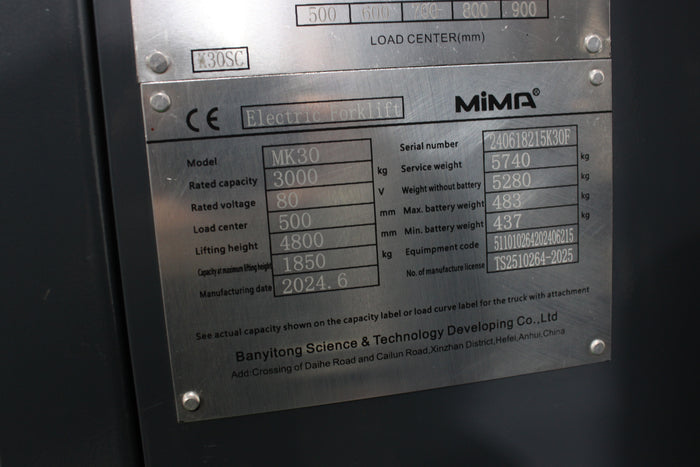 500 600 700 800 900
LOAD CENTER(mm)
K30SC
CE Electric Forklift MiMA®
Model MK30
Rated capacity 3000 kg
Rated voltage 80 V
Load center 500 mm
Lifting height 4800 mm
Capacity at maximum lifting height 1850 kg
Manufacturing date 2024.6
Serial number 240618215K30F
Service weight 5740 kg
Weight without battery 5280 kg
Max. battery weight 483 kg
Min. battery weight 437 kg
Equimpment code 511010264202406215
No. of manufacture license TS2510264-2025
See actual capacity shown on the capacity label or load curve label for the truck with attachment
Banyitong Science & Technology Developing Co.,Ltd
Add:Crossing of Daihe Road and Cailun Road,Xinzhan District,Hefei,Anhui,China